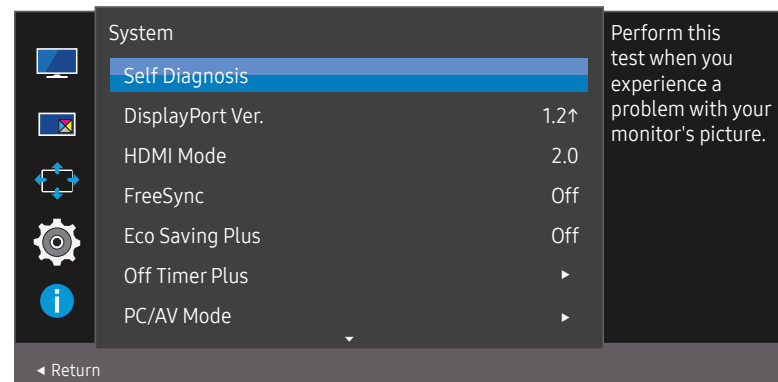 System
Self Diagnosis
DisplayPort Ver. 1.2↑
HDMI Mode 2.0
FreeSync Off
Eco Saving Plus Off
Off Timer Plus ►
PC/AV Mode ►
Perform this
test when you
experience a
problem with your
monitor's picture.
◄ Return